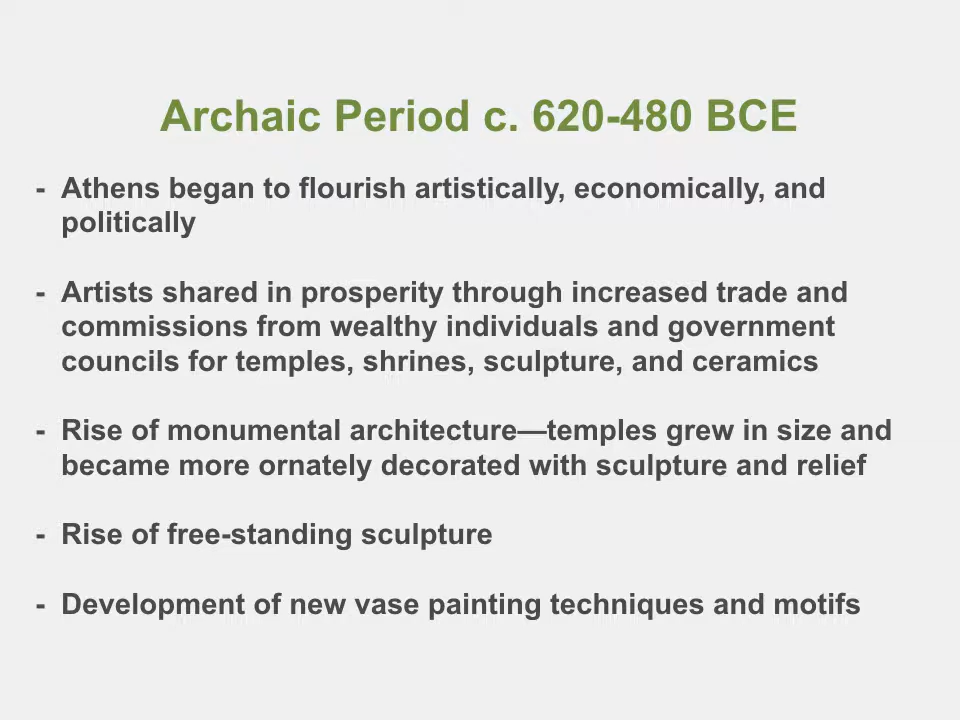 Archaic Period c. 620-480 BCE
- Athens began to flourish artistically, economically, and
politically
- Artists shared in prosperity through increased trade and
commissions from wealthy individuals and government
councils for temples, shrines, sculpture, and ceramics
- Rise of monumental architecture—temples grew in size and
became more ornately decorated with sculpture and relief
- Rise of free-standing sculpture
- Development of new vase painting techniques and motifs